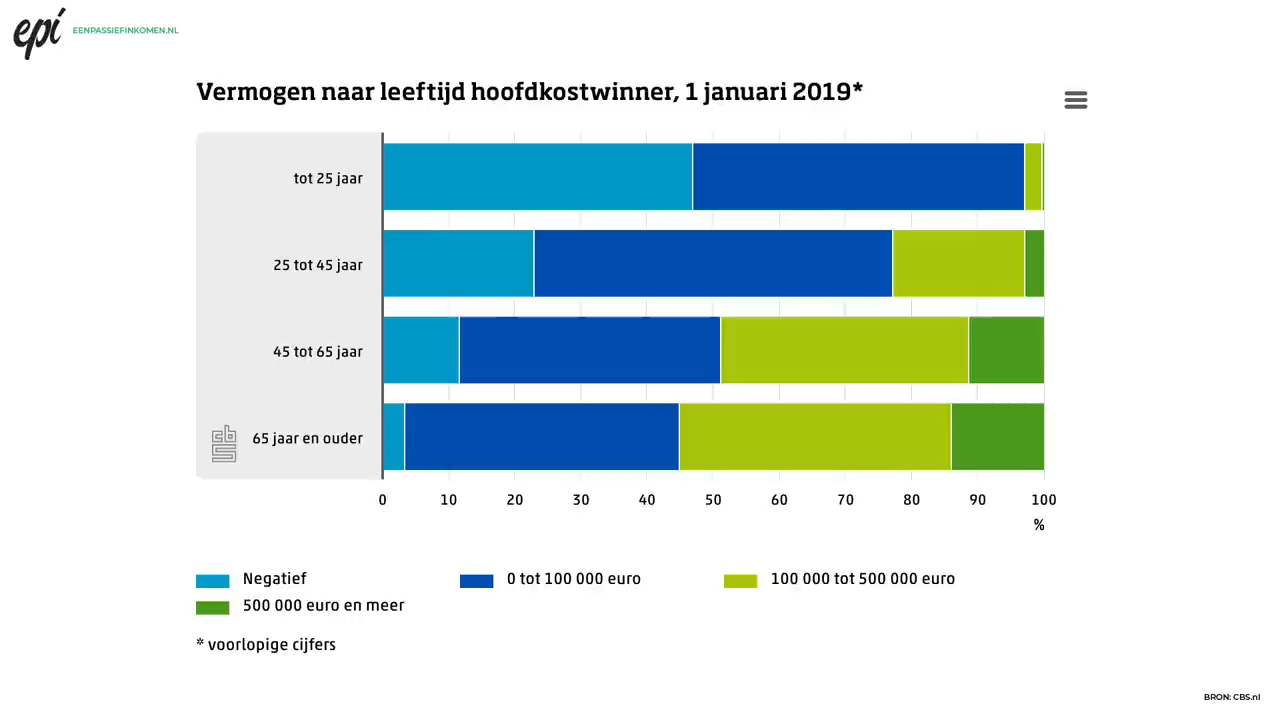 epi EENPASSIEFINKOMEN.NL
Vermogen naar leeftijd hoofdkostwinner, 1 januari 2019*
tot 25 jaar
25 tot 45 jaar
45 tot 65 jaar
cbs 65 jaar en ouder
0 10 20 30 40 50 60 70 80 90 100
%
Negatief 0 tot 100 000 euro 100 000 tot 500 000 euro
500 000 euro en meer
* voorlopige cijfers
BRON: CBS.nl